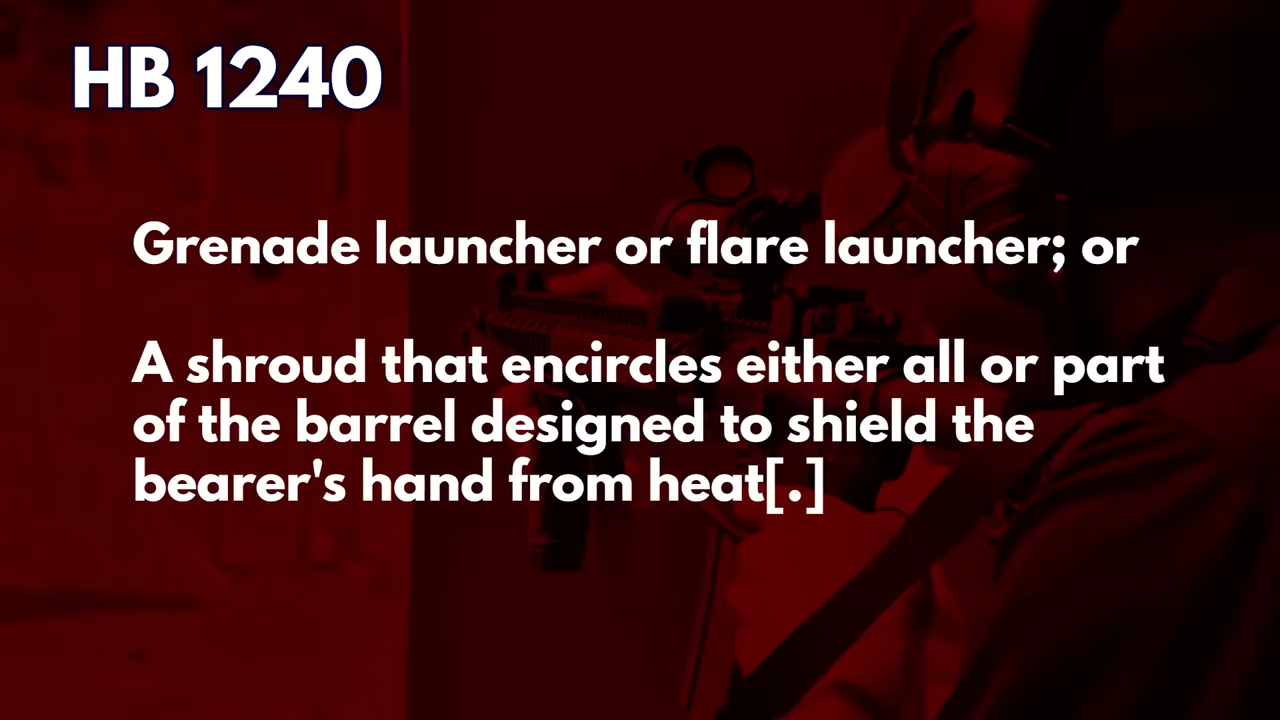 HB 1240
Grenade launcher or flare launcher; or
A shroud that encircles either all or part
of the barrel designed to shield the
bearer's hand from heat[.]